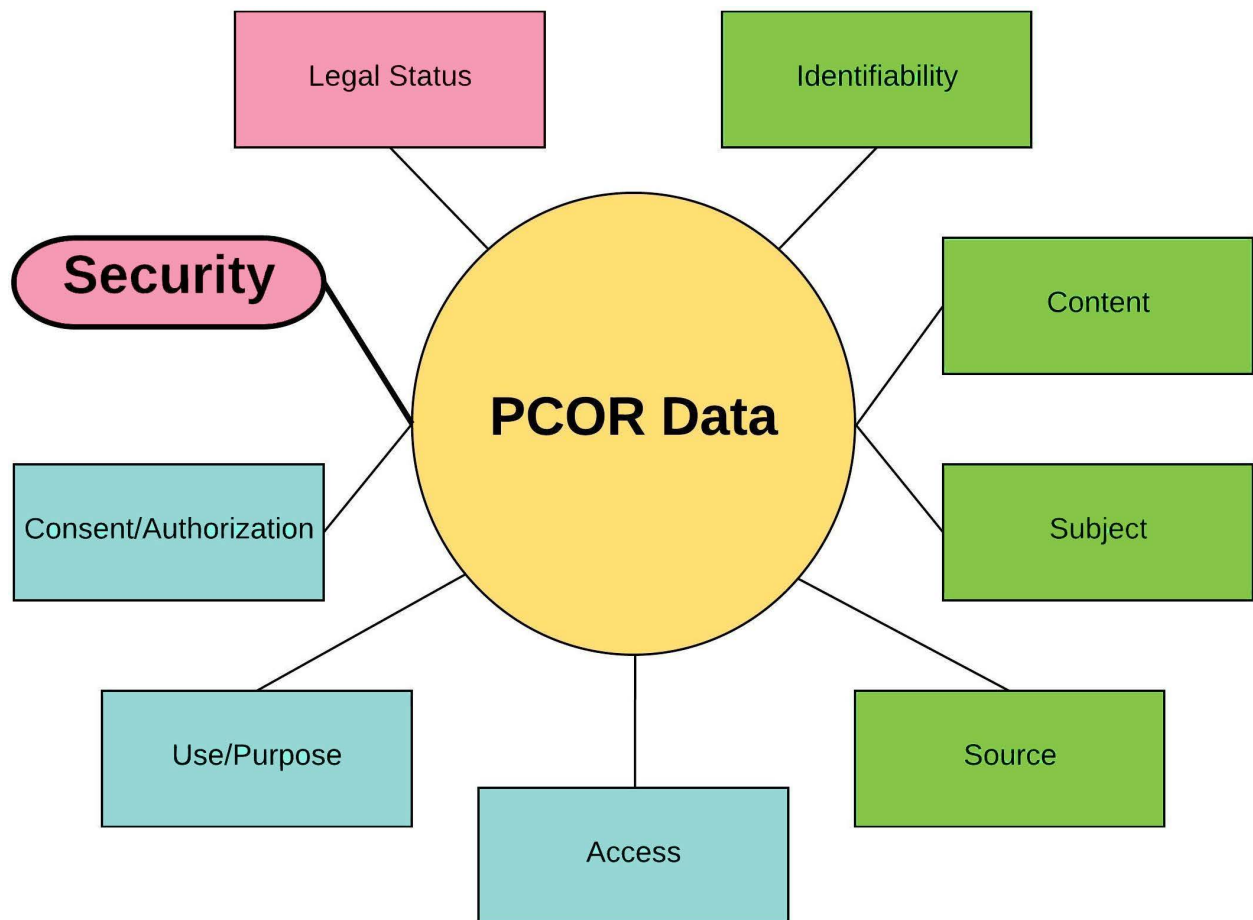 Legal Status
Identifiability
Security
Content
PCOR Data
Consent/Authorization
Subject
Use/Purpose
Source
Access